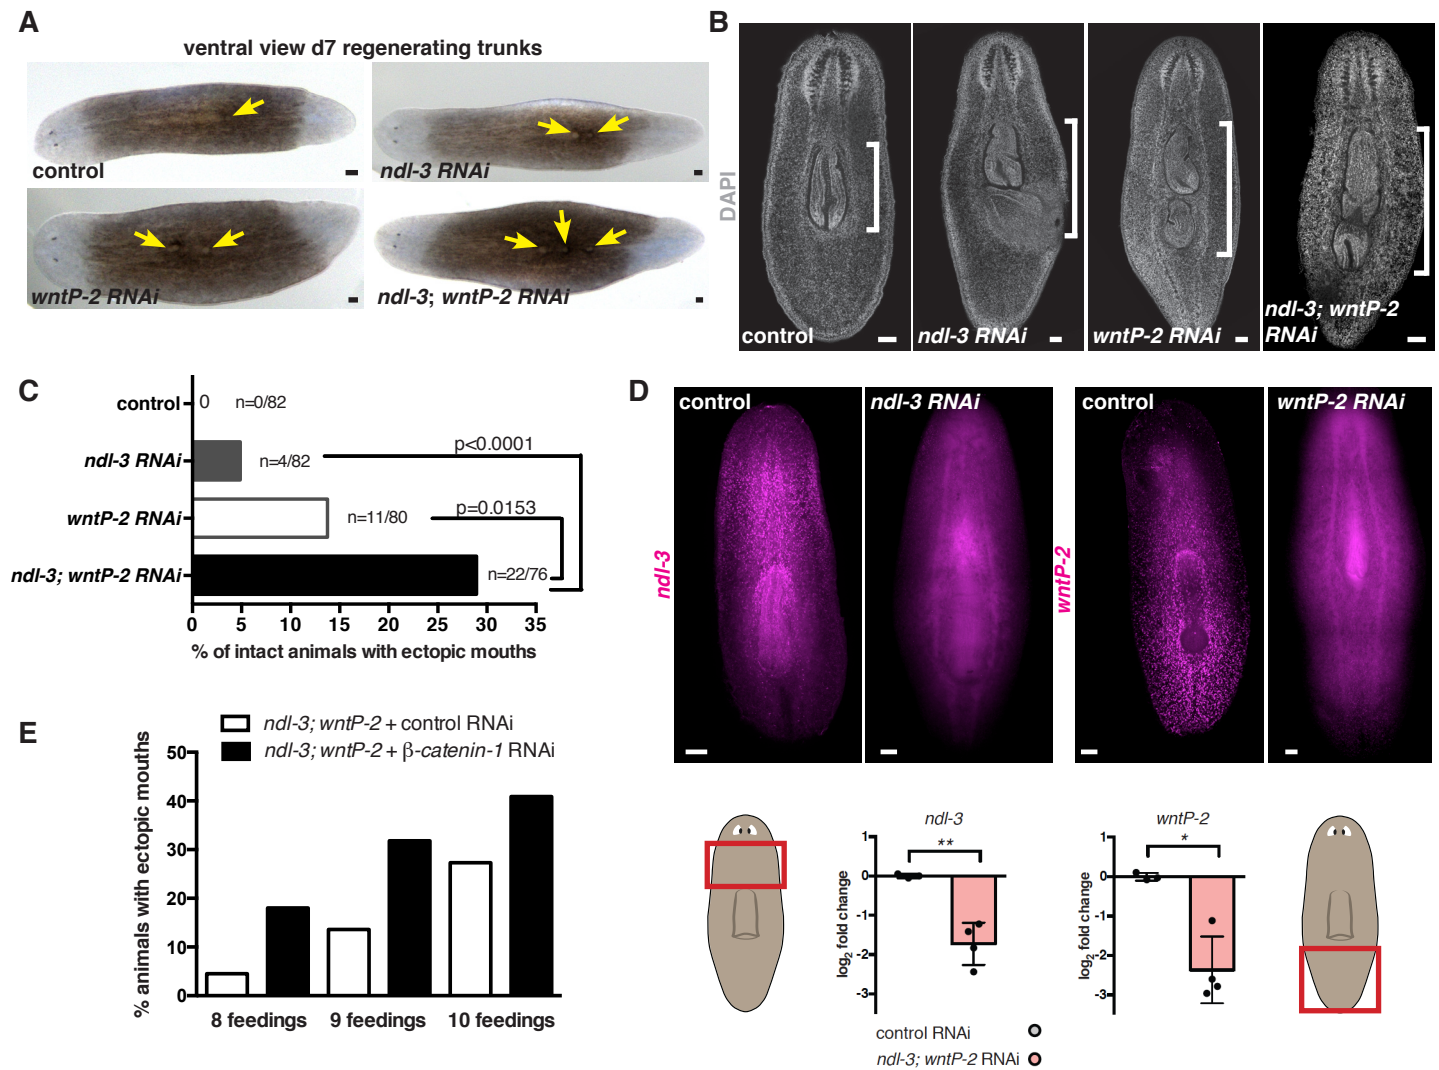 A
ventral view d7 regenerating trunks
control
ndl-3 RNAi
wntP-2 RNAi
ndl-3; wntP-2 RNAi
B
DAPI
control
ndl-3 RNAi
wntP-2 RNAi
ndl-3; wntP-2
RNAi
C
control
0
n=0/82
ndl-3 RNAi
n=4/82
p<0.0001
wntP-2 RNAi
n=11/80
p=0.0153
ndl-3; wntP-2 RNAi
n=22/76
0 5 10 15 20 25 30 35
% of intact animals with ectopic mouths
D
control
ndl-3 RNAi
ndl-3
control
wntP-2 RNAi
wntP-2
ndl-3
**
1
0
-1
-2
-3
log2 fold change
wntP-2
*
1
0
-1
-2
-3
log2 fold change
control RNAi
ndl-3; wntP-2 RNAi
E
ndl-3; wntP-2 + control RNAi
ndl-3; wntP-2 + β-catenin-1 RNAi
% animals with ectopic mouths
50
40
30
20
10
0
8 feedings 9 feedings 10 feedings